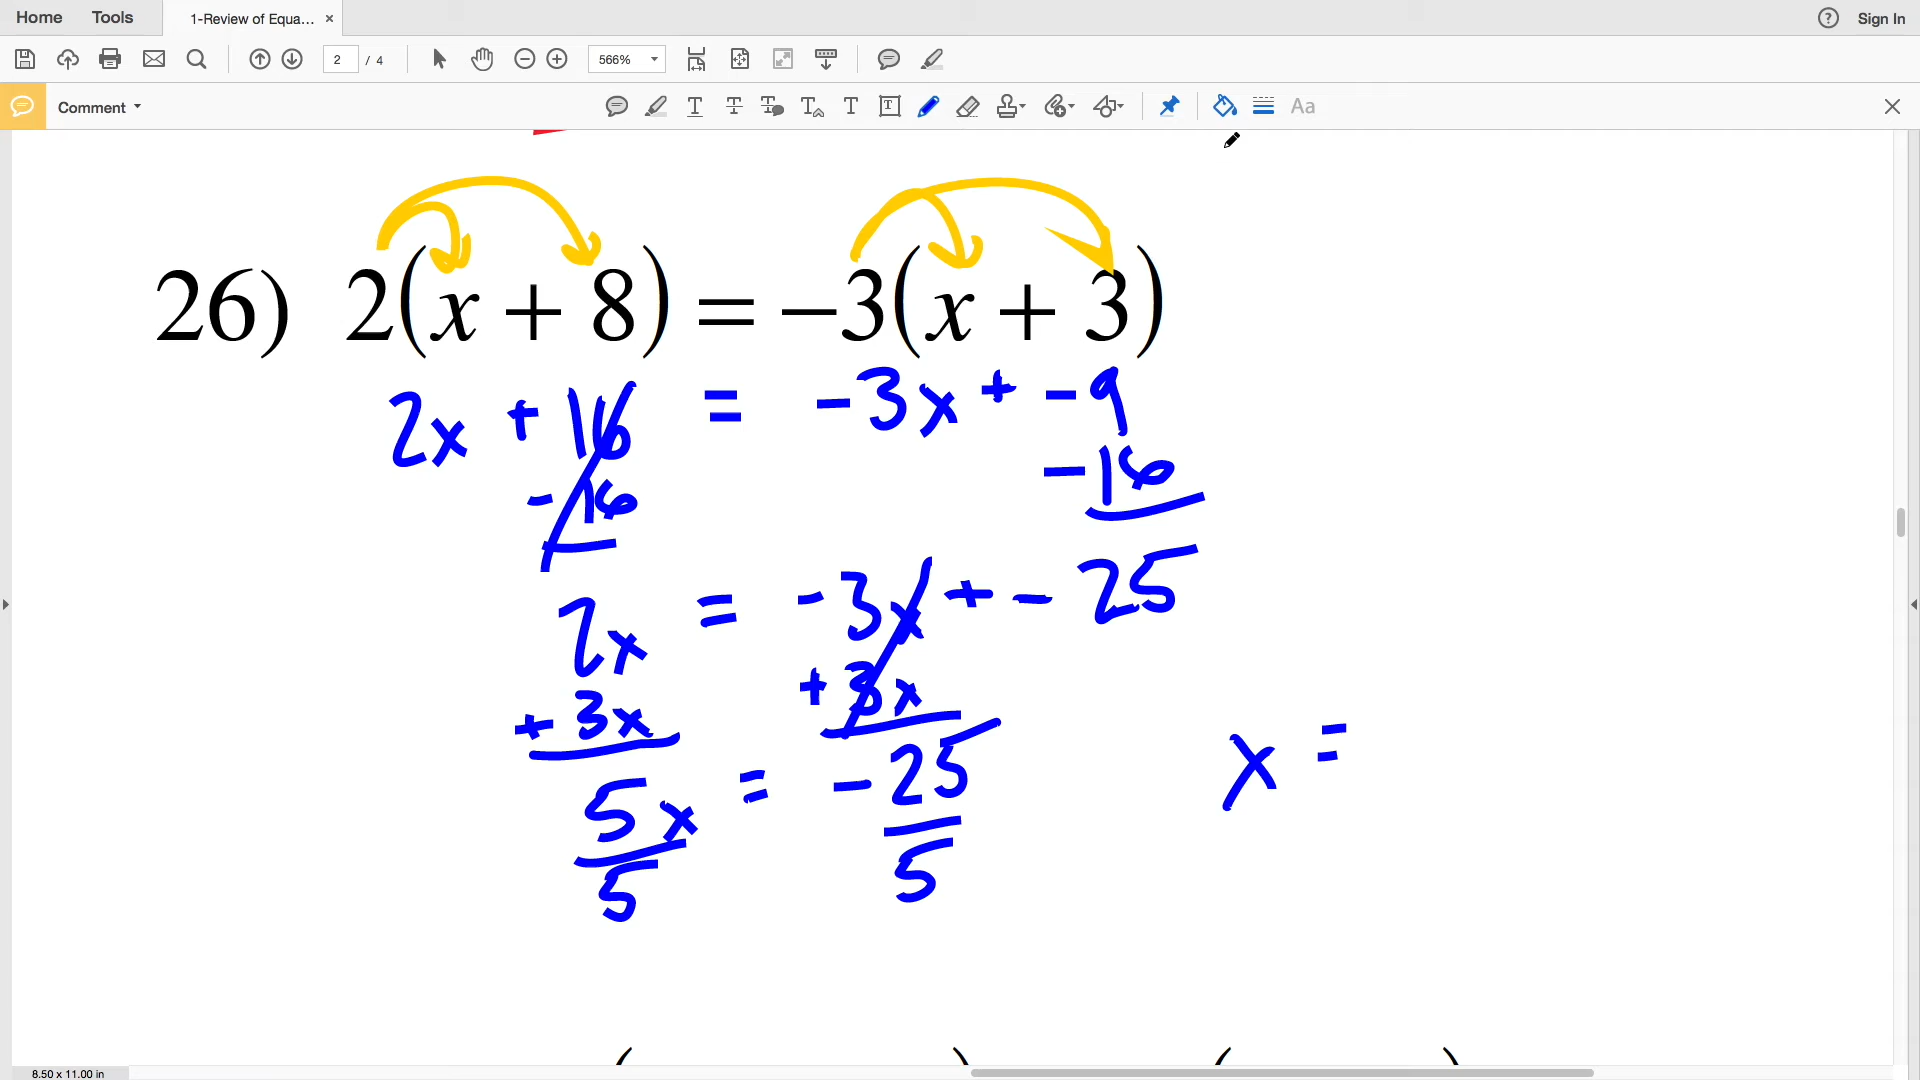 Home Tools 1-Review of Equa... × Sign In
2 / 4 566%
Comment Aa
26) 2(x + 8) = −3(x + 3)
2x + 16 = -3x + -9
- 16 -16
2x = -3x + - 25
+ 3x + 3x
5x = -25 x =
5 5
8.50 x 11.00 in